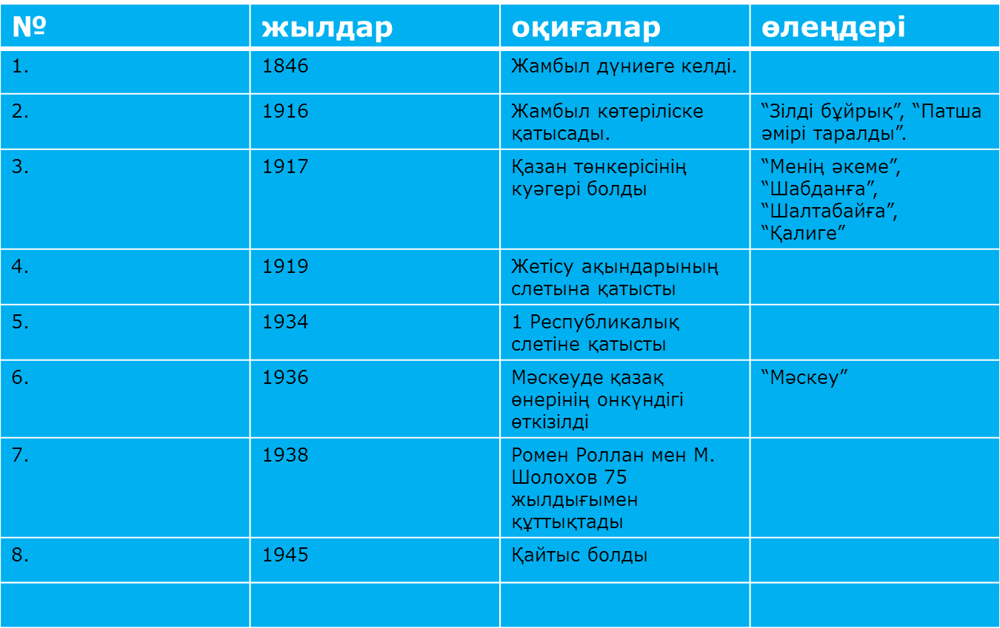 № жылдар оқиғалар өлеңдері
1. 1846 Жамбыл дүниеге келді.
2. 1916 Жамбыл көтеріліске “Зілді бұйрық”, “Патша
қатысады. әмірі таралды”.
3. 1917 Қазан төнкерісінің “Менің әкеме”,
куәгері болды “Шабданға”,
“Шалтабайға”,
“Қалиге”
4. 1919 Жетісу ақындарының
слетына қатысты
5. 1934 1 Республикалық
слетіне қатысты
6. 1936 Мәскеуде қазақ “Мәскеу”
өнерінің онкүндігі
өткізілді
7. 1938 Ромен Роллан мен М.
Шолохов 75
жылдығымен
құттықтады
8. 1945 Қайтыс болды